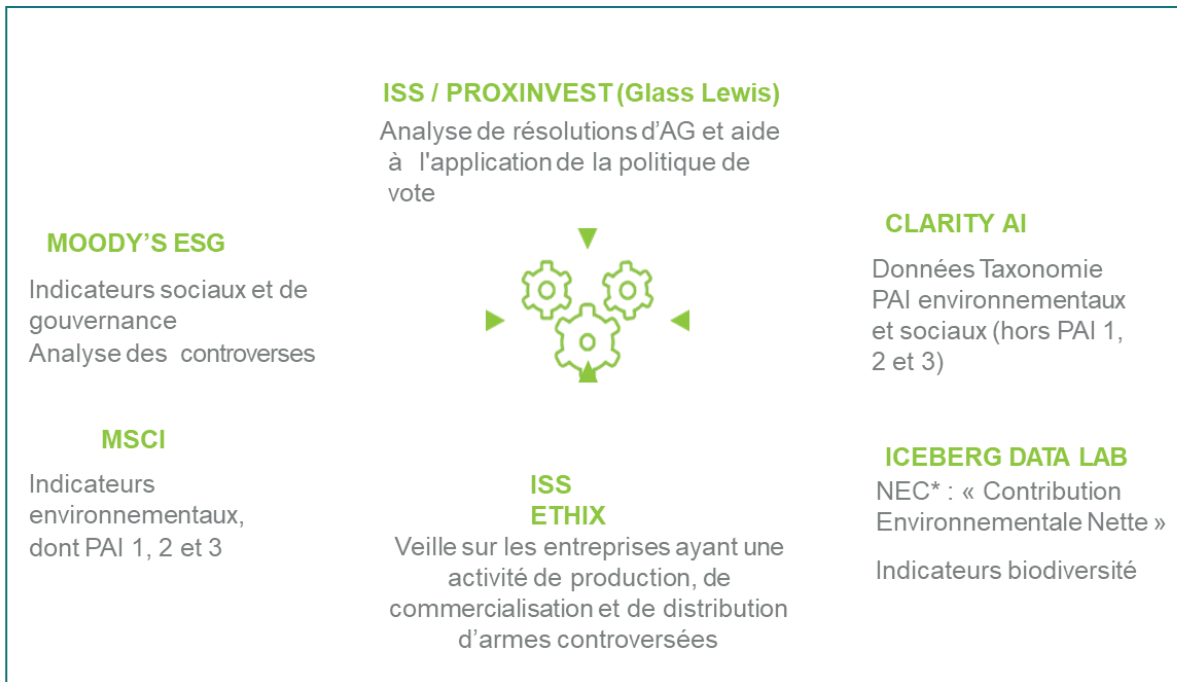 ISS / PROXINVEST (Glass Lewis)
Analyse de résolutions d'AG et aide
à l'application de la politique de
vote
MOODY'S ESG
Indicateurs sociaux et de
gouvernance
Analyse des controverses
CLARITY AI
Données Taxonomie
PAI environnementaux
et sociaux (hors PAI 1,
2 et 3)
MSCI
Indicateurs
environnementaux,
dont PAI 1, 2 et 3
ISS
ETHIX
Veille sur les entreprises ayant une
activité de production, de
commercialisation et de distribution
d'armes controversées
ICEBERG DATA LAB
NEC* : « Contribution
Environnementale Nette »
Indicateurs biodiversité